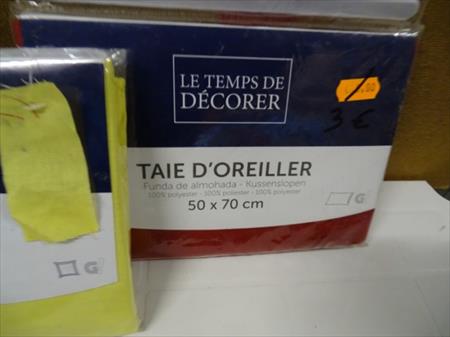 LE TEMPS DE
DÉCORER
3 €
TAIE D'OREILLER
Funda de almohada - Kussenslopen
100% polyester - 100% poliester - 100% polyester
50 x 70 cm
G
G